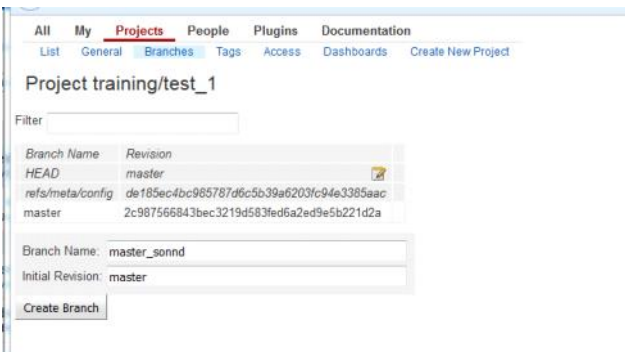 All My Projects People Plugins Documentation
List General Branches Tags Access Dashboards Create New Project
Project training/test_1
Filter
Branch Name Revision
HEAD master
refs/meta/config de185ec4bc985787d6c5b39a6203fc94e3385aac
master 2c987566843bec3219d583fed6a2ed9e5b221d2a
Branch Name: master_sonnd
Initial Revision: master
Create Branch